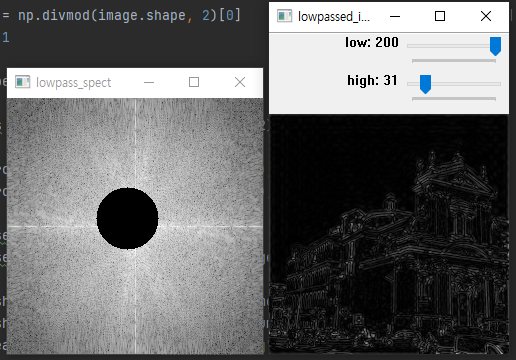 = np.divmod(image.shape, 2)[0]
1
lowpassed_i...
low: 200
high: 31
lowpass_spect